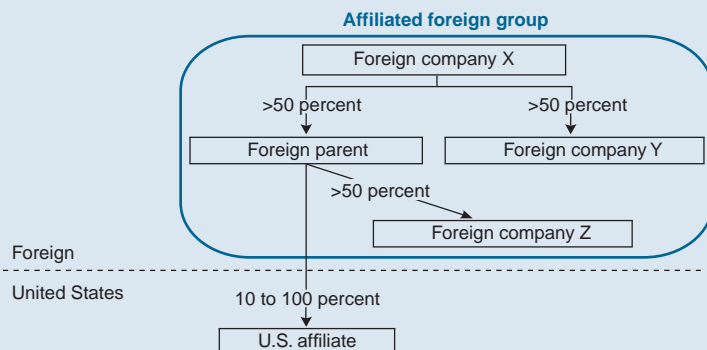 Affiliated foreign group
Foreign company X
>50 percent
>50 percent
Foreign parent
Foreign company Y
>50 percent
Foreign company Z
Foreign
United States
10 to 100 percent
U.S. affiliate